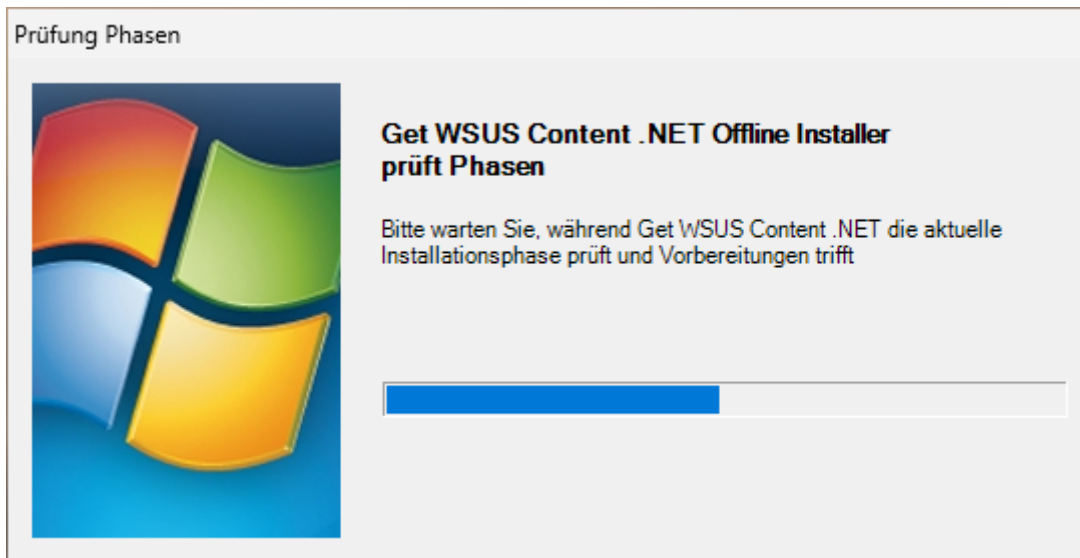 Prüfung Phasen
Get WSUS Content .NET Offline Installer
prüft Phasen
Bitte warten Sie, während Get WSUS Content .NET die aktuelle
Installationsphase prüft und Vorbereitungen trifft